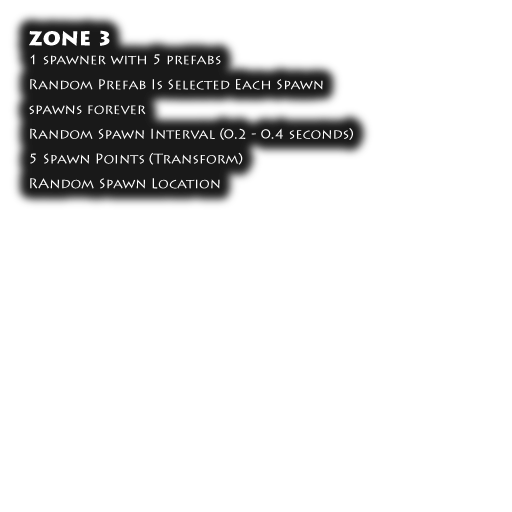 ZONE 3
1 spawner with 5 prefabs
Random Prefab Is Selected Each Spawn
spawns forever
Random Spawn Interval (0.2 - 0.4 seconds)
5 Spawn Points (Transform)
RAndom Spawn Location